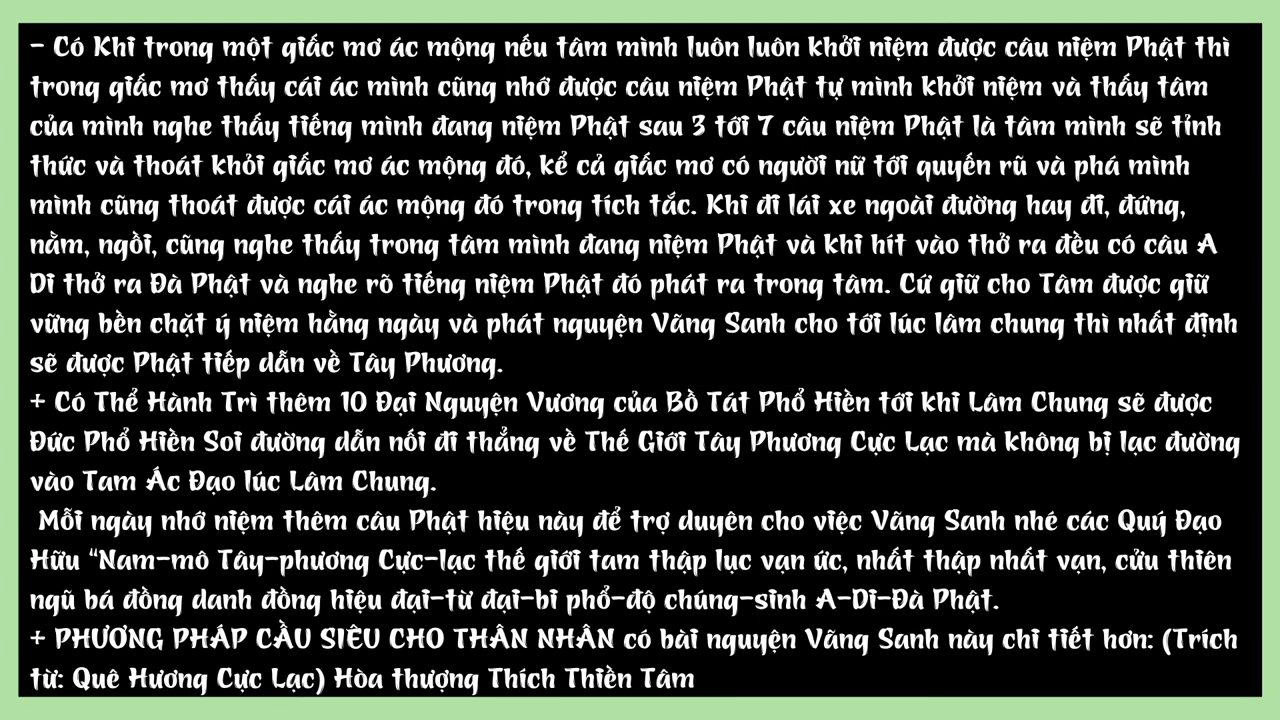 - Có Khi trong một giấc mơ ác mộng nếu tâm mình luôn luôn khởi niệm được câu niệm Phật thì
trong giấc mơ thấy cái ác mình cũng nhớ được câu niệm Phật tự mình khởi niệm và thấy tâm
của mình nghe thấy tiếng mình đang niệm Phật sau 3 tới 7 câu niệm Phật là tâm mình sẽ tỉnh
thức và thoát khỏi giấc mơ ác mộng đó, kể cả giấc mơ có người nữ tới quyến rũ và phá mình
mình cũng thoát được cái ác mộng đó trong tích tắc. Khi đi lái xe ngoài đường hay đi, đứng,
nằm, ngồi, cũng nghe thấy trong tâm mình đang niệm Phật và khi hít vào thở ra đều có câu A
Di thở ra Đà Phật và nghe rõ tiếng niệm Phật đó phát ra trong tâm. Cứ giữ cho Tâm được giữ
vững bền chặt ý niệm hằng ngày và phát nguyện Vãng Sanh cho tới lúc lâm chung thì nhất định
sẽ được Phật tiếp dẫn về Tây Phương.
+ Có Thể Hành Trì thêm 10 Đại Nguyện Vương của Bồ Tát Phổ Hiền tới khi Lâm Chung sẽ được
Đức Phổ Hiền Soi đường dẫn nối đi thẳng về Thế Giới Tây Phương Cực Lạc mà không bị lạc đường
vào Tam Ác Đạo lúc Lâm Chung.
Mỗi ngày nhớ niệm thêm câu Phật hiệu này để trợ duyên cho việc Vãng Sanh nhé các Quý Đạo
Hữu “Nam-mô Tây-phương Cực-lạc thế giới tam thập lục vạn ức, nhất thập nhất vạn, cửu thiên
ngũ bá đồng danh đồng hiệu đại-từ đại-bi phổ-độ chúng-sinh A-Di-Đà Phật.
+ PHƯƠNG PHÁP CẦU SIÊU CHO THÂN NHÂN có bài nguyện Vãng Sanh này chi tiết hơn: (Trích
từ: Quê Hương Cực Lạc) Hòa thượng Thích Thiền Tâm